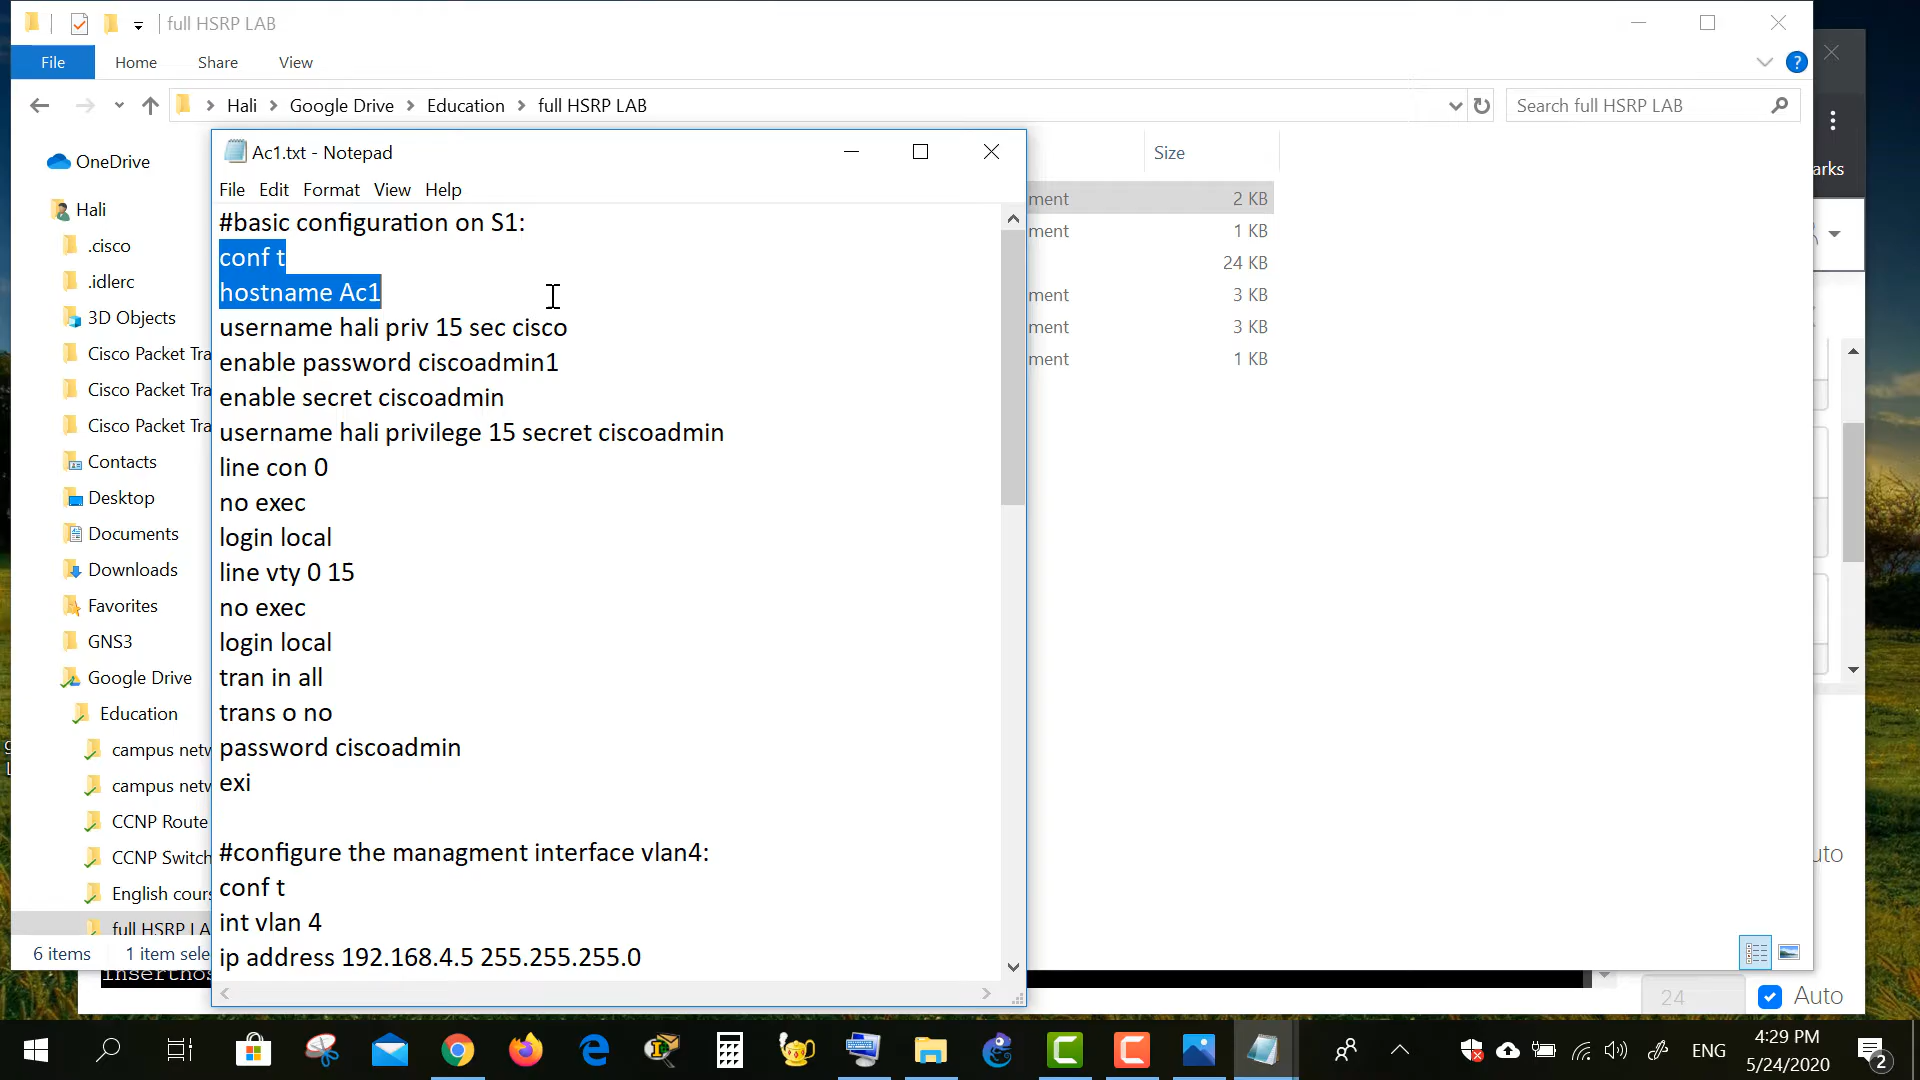 full HSRP LAB
File
Home
Share
View
Hali
Google Drive
Education
full HSRP LAB
Search full HSRP LAB
OneDrive
Hali
.cisco
.idlerc
3D Objects
Cisco Packet Tra
Cisco Packet Tra
Cisco Packet Tra
Contacts
Desktop
Documents
Downloads
Favorites
GNS3
Google Drive
Education
campus netw
campus netw
CCNP Route
CCNP Switch
English cours
full HSRP LA
6 items
1 item sele
Size
ment
2 KB
ment
1 KB
24 KB
ment
3 KB
ment
3 KB
ment
1 KB
Ac1.txt - Notepad
File
Edit
Format
View
Help
#basic configuration on S1:
conf t
hostname Ac1
username hali priv 15 sec cisco
enable password ciscoadmin1
enable secret ciscoadmin
username hali privilege 15 secret ciscoadmin
line con 0
no exec
login local
line vty 0 15
no exec
login local
tran in all
trans o no
password ciscoadmin
exi
#configure the managment interface vlan4:
conf t
int vlan 4
ip address 192.168.4.5 255.255.255.0
arks
uto
24
Auto
ENG
4:29 PM
5/24/2020
2